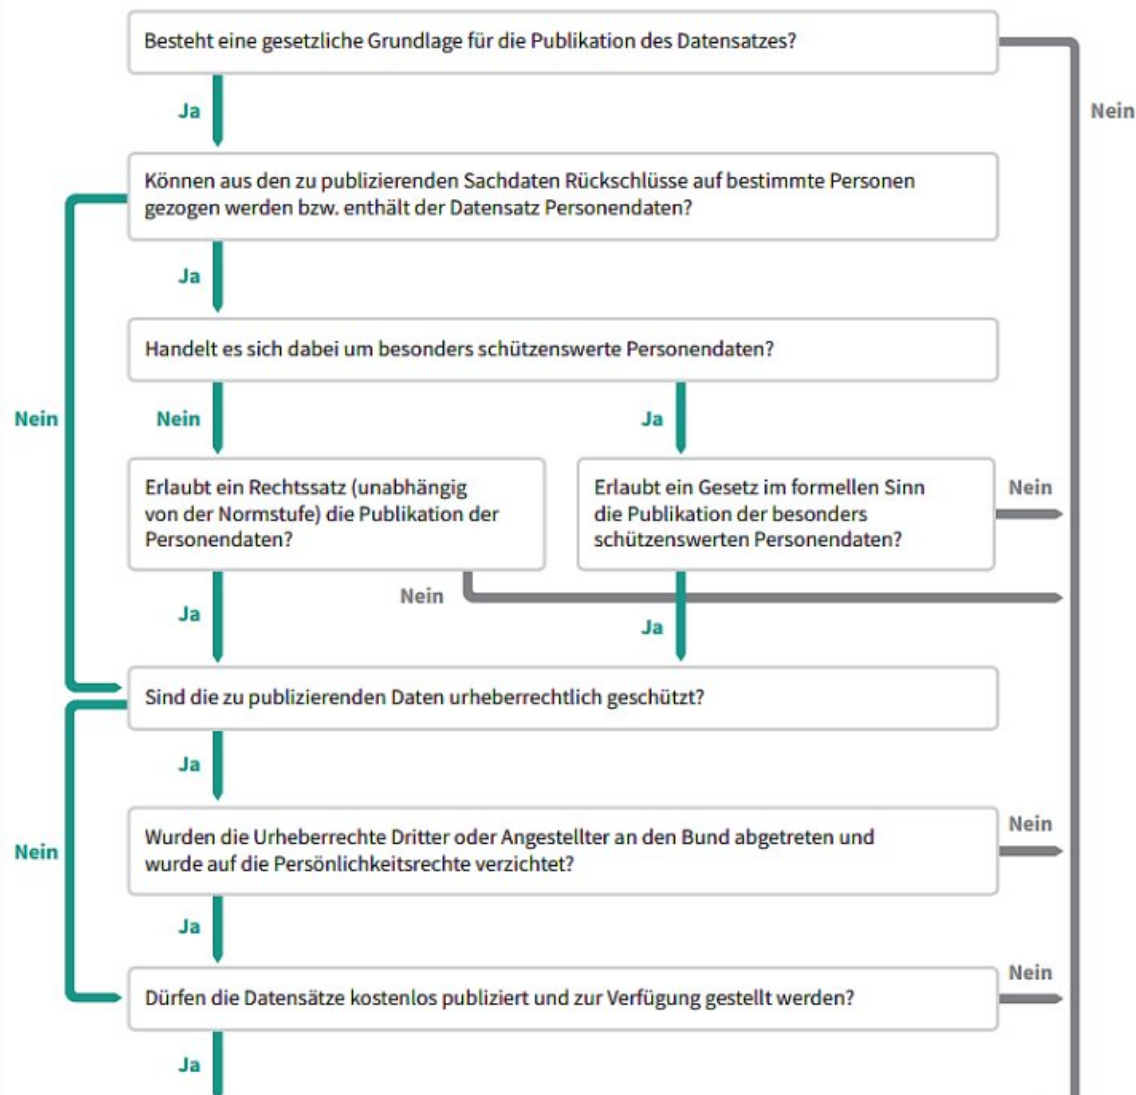 Besteht eine gesetzliche Grundlage für die Publikation des Datensatzes?
Ja
Nein
Können aus den zu publizierenden Sachdaten Rückschlüsse auf bestimmte Personen
gezogen werden bzw. enthält der Datensatz Personendaten?
Ja
Handelt es sich dabei um besonders schützenswerte Personendaten?
Nein
Nein
Ja
Erlaubt ein Rechtssatz (unabhängig
von der Normstufe) die Publikation der
Personendaten?
Erlaubt ein Gesetz im formellen Sinn
die Publikation der besonders
schützenswerten Personendaten?
Nein
Nein
Ja
Ja
Sind die zu publizierenden Daten urheberrechtlich geschützt?
Ja
Nein
Wurden die Urheberrechte Dritter oder Angestellter an den Bund abgetreten und
wurde auf die Persönlichkeitsrechte verzichtet?
Nein
Ja
Dürfen die Datensätze kostenlos publiziert und zur Verfügung gestellt werden?
Nein
Ja